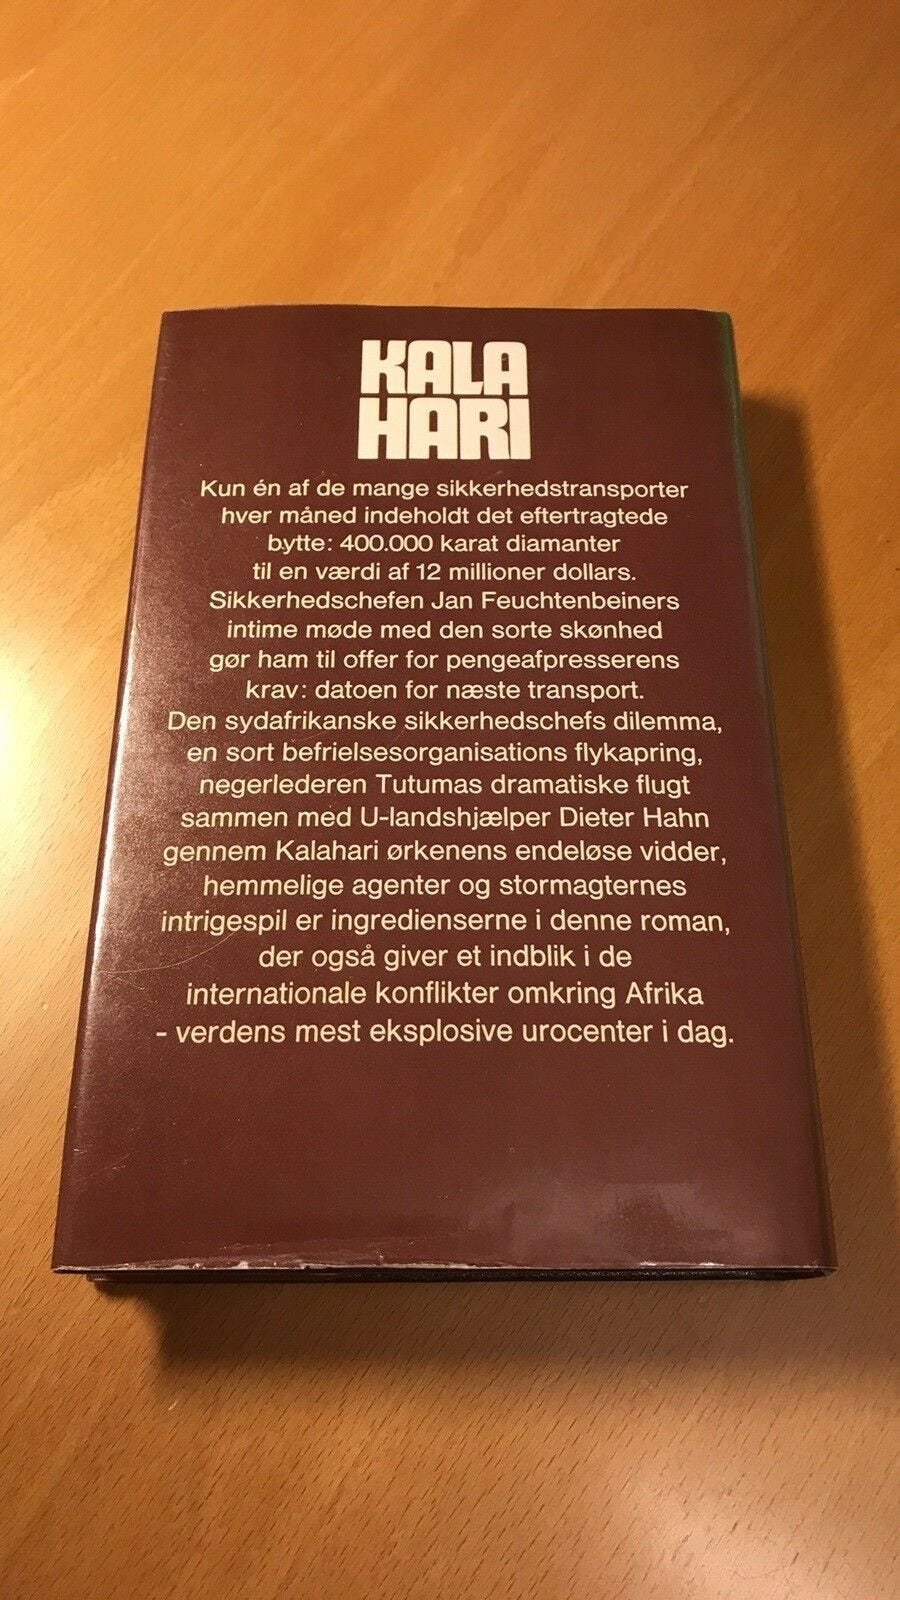 KALA
HARI
Kun én af de mange sikkerhedstransporter
hver måned indeholdt det eftertragtede
bytte: 400.000 karat diamanter
til en værdi af 12 millioner dollars.
Sikkerhedschefen Jan Feuchtenbeiners
intime møde med den sorte skønhed
gør ham til offer for pengeafpresserens
krav: datoen for næste transport.
Den sydafrikanske sikkerhedschefs dilemma,
en sort befrielsesorganisations flykapring,
negerlederen Tutumas dramatiske flugt
sammen med U-landshjælper Dieter Hahn
gennem Kalahari ørkenens endeløse vidder,
hemmelige agenter og stormagternes
intrigespil er ingredienserne i denne roman,
der også giver et indblik i de
internationale konflikter omkring Afrika
- verdens mest eksplosive urocenter i dag.